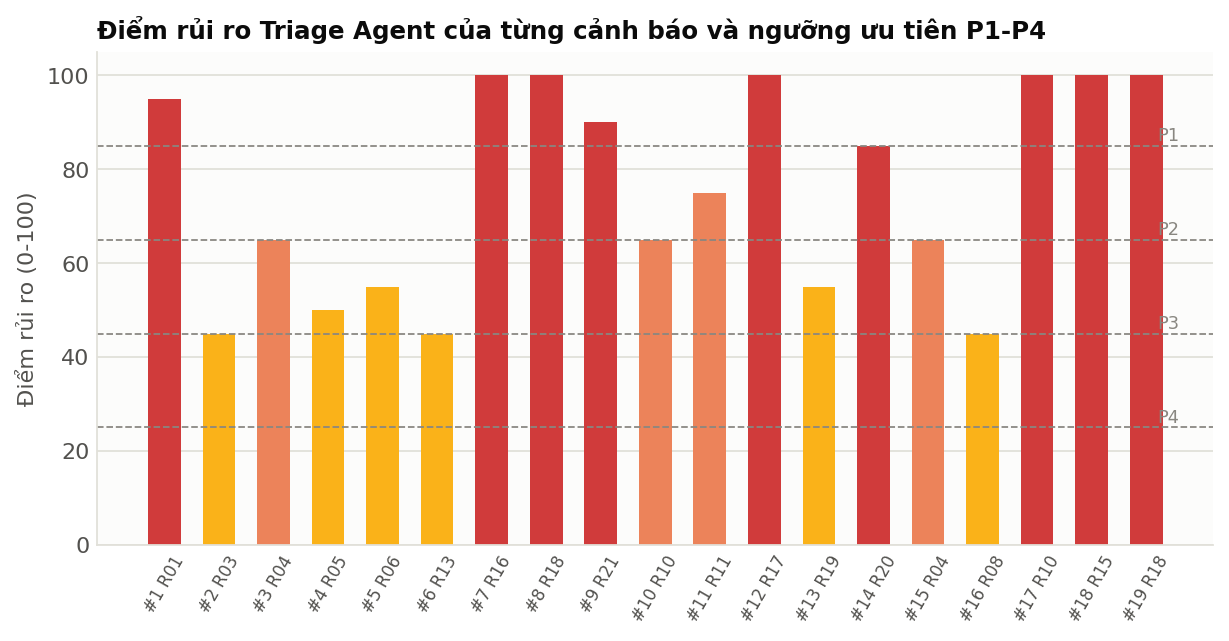 Điểm rủi ro Triage Agent của từng cảnh báo và ngưỡng ưu tiên P1-P4
Điểm rủi ro (0-100)
100
80
60
40
20
0
P1
P2
P3
P4
#1 R01
#2 R03
#3 R04
#4 R05
#5 R06
#6 R13
#7 R16
#8 R18
#9 R21
#10 R10
#11 R11
#12 R17
#13 R19
#14 R20
#15 R04
#16 R08
#17 R10
#18 R15
#19 R18